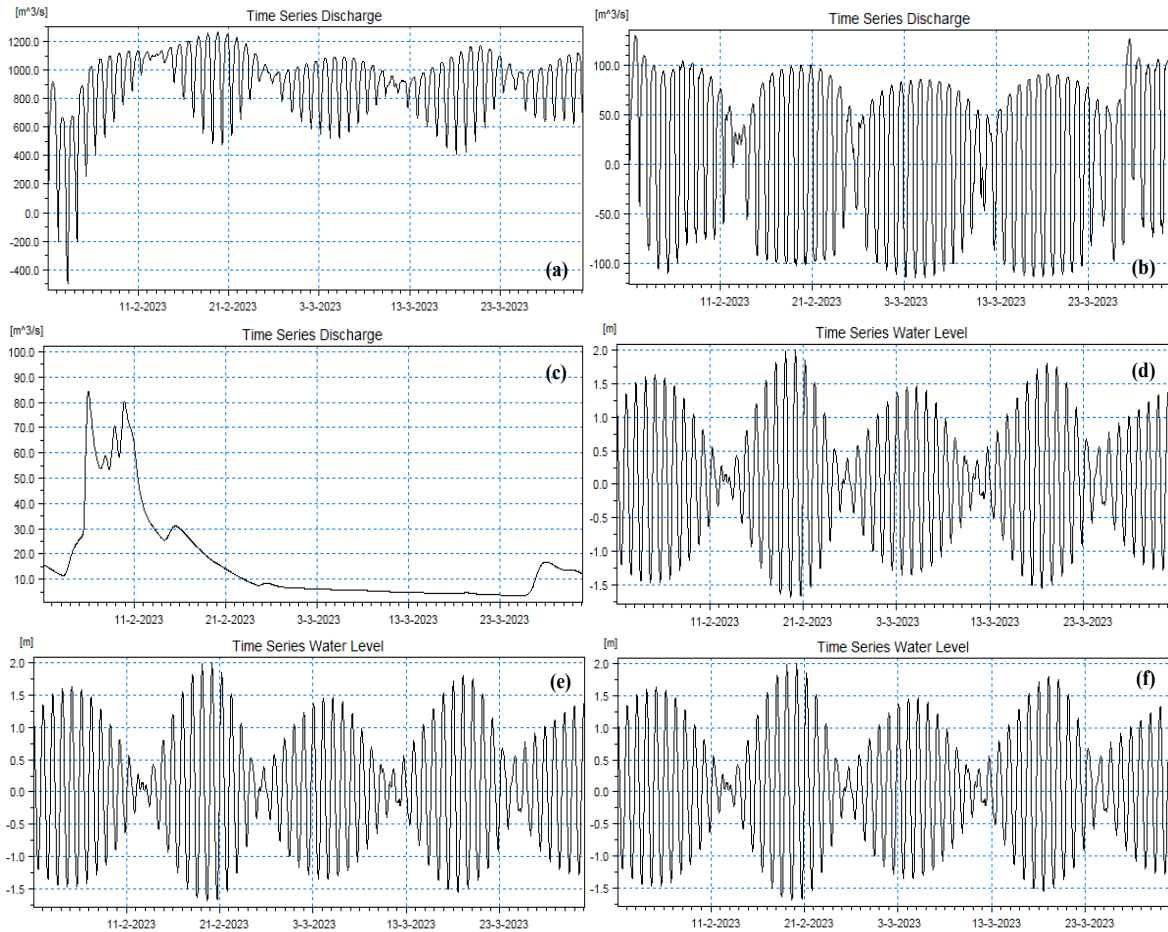 [m^3/s]
Time Series Discharge
1200.0
1000.0
800.0
600.0
400.0
200.0
0.0
-200.0
-400.0
11-2-2023 21-2-2023 3-3-2023 13-3-2023 23-3-2023
(a)
[m^3/s]
Time Series Discharge
100.0
50.0
0.0
-50.0
-100.0
11-2-2023 21-2-2023 3-3-2023 13-3-2023 23-3-2023
(b)
[m^3/s]
Time Series Discharge
100.0
90.0
80.0
70.0
60.0
50.0
40.0
30.0
20.0
10.0
11-2-2023 21-2-2023 3-3-2023 13-3-2023 23-3-2023
(c)
[m]
Time Series Water Level
2.0
1.5
1.0
0.5
0.0
-0.5
-1.0
-1.5
11-2-2023 21-2-2023 3-3-2023 13-3-2023 23-3-2023
(d)
[m]
Time Series Water Level
2.0
1.5
1.0
0.5
0.0
-0.5
-1.0
-1.5
11-2-2023 21-2-2023 3-3-2023 13-3-2023 23-3-2023
(e)
[m]
Time Series Water Level
2.0
1.5
1.0
0.5
0.0
-0.5
-1.0
-1.5
11-2-2023 21-2-2023 3-3-2023 13-3-2023 23-3-2023
(f)